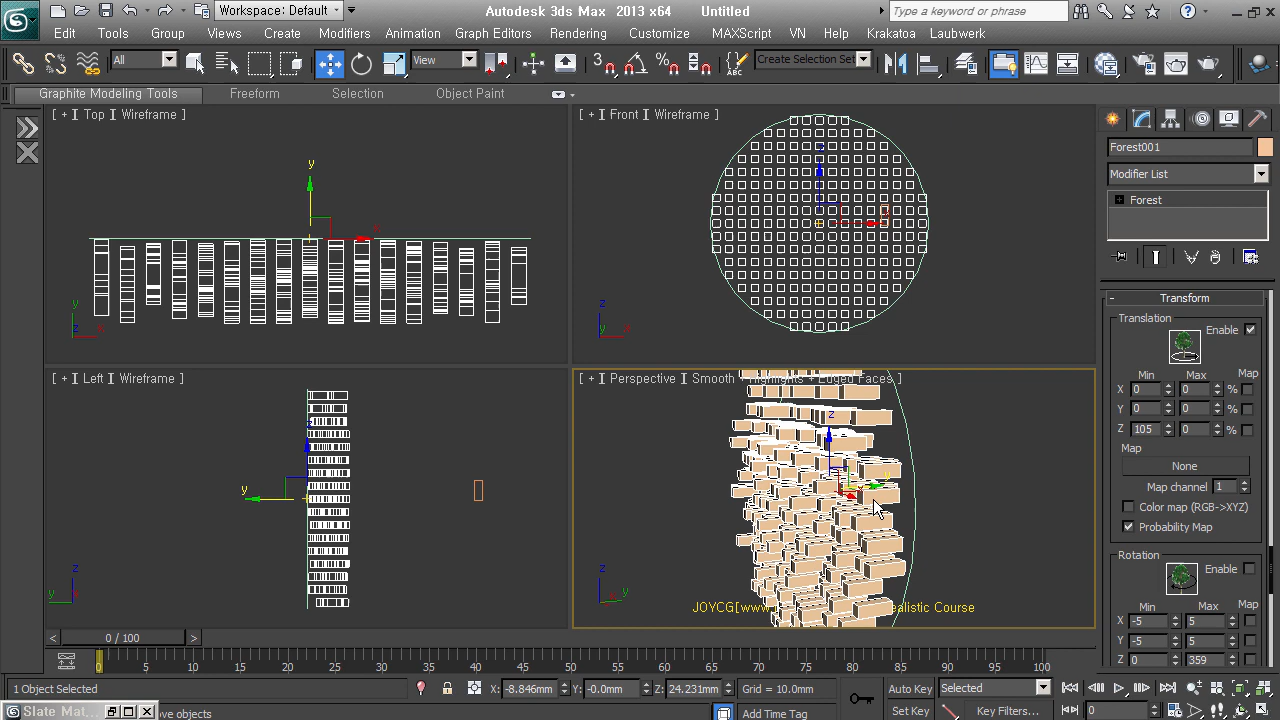 Workspace: Default
Autodesk 3ds Max 2013 x64 Untitled
Type a keyword or phrase
Edit Tools Group Views Create Modifiers Animation Graph Editors Rendering Customize MAXScript VN Help Krakatoa Laubwerk
All View Create Selection Set
Graphite Modeling Tools Freeform Selection Object Paint
[ + ] Top ] Wireframe ]
[ + ] Front ] Wireframe ]
Forest001
Modifier List
Forest
Transform
Translation
Enable
Min Max Map
X 0 0 %
Y 0 0 %
Z 105 0 %
Map
None
Map channel 1
Color map (RGB->XYZ)
Probability Map
Rotation
Enable
Min Max Map
X -5 5
Y -5 5
Z 0 359
[ + ] Left ] Wireframe ]
[ + ] Perspective ] Smooth + Highlights + Edged Faces ]
JOYCG[www
alistic Course
< 0 / 100 >
0 5 10 15 20 25 30 35 40 45 50 55 60 65 70 75 80 85 90 95 100
1 Object Selected
X: -8.846mm Y: -0.0mm Z: 24.231mm Grid = 10.0mm
Auto Key Selected
Slate Mat...
ve objects
Add Time Tag
Set Key Key Filters... 0